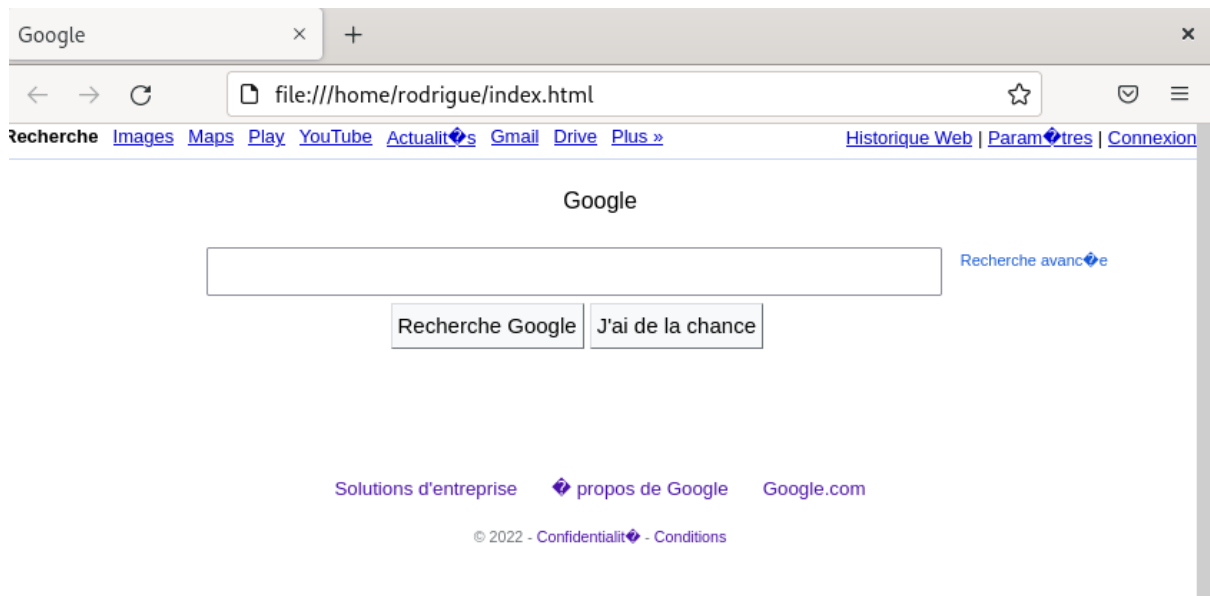 Google × +
file:///home/rodrigue/index.html
Recherche Images Maps Play YouTube Actualit�s Gmail Drive Plus » Historique Web | Param�tres | Connexion
Google
Recherche avanc�e
Recherche Google J'ai de la chance
Solutions d'entreprise � propos de Google Google.com
© 2022 - Confidentialit� - Conditions